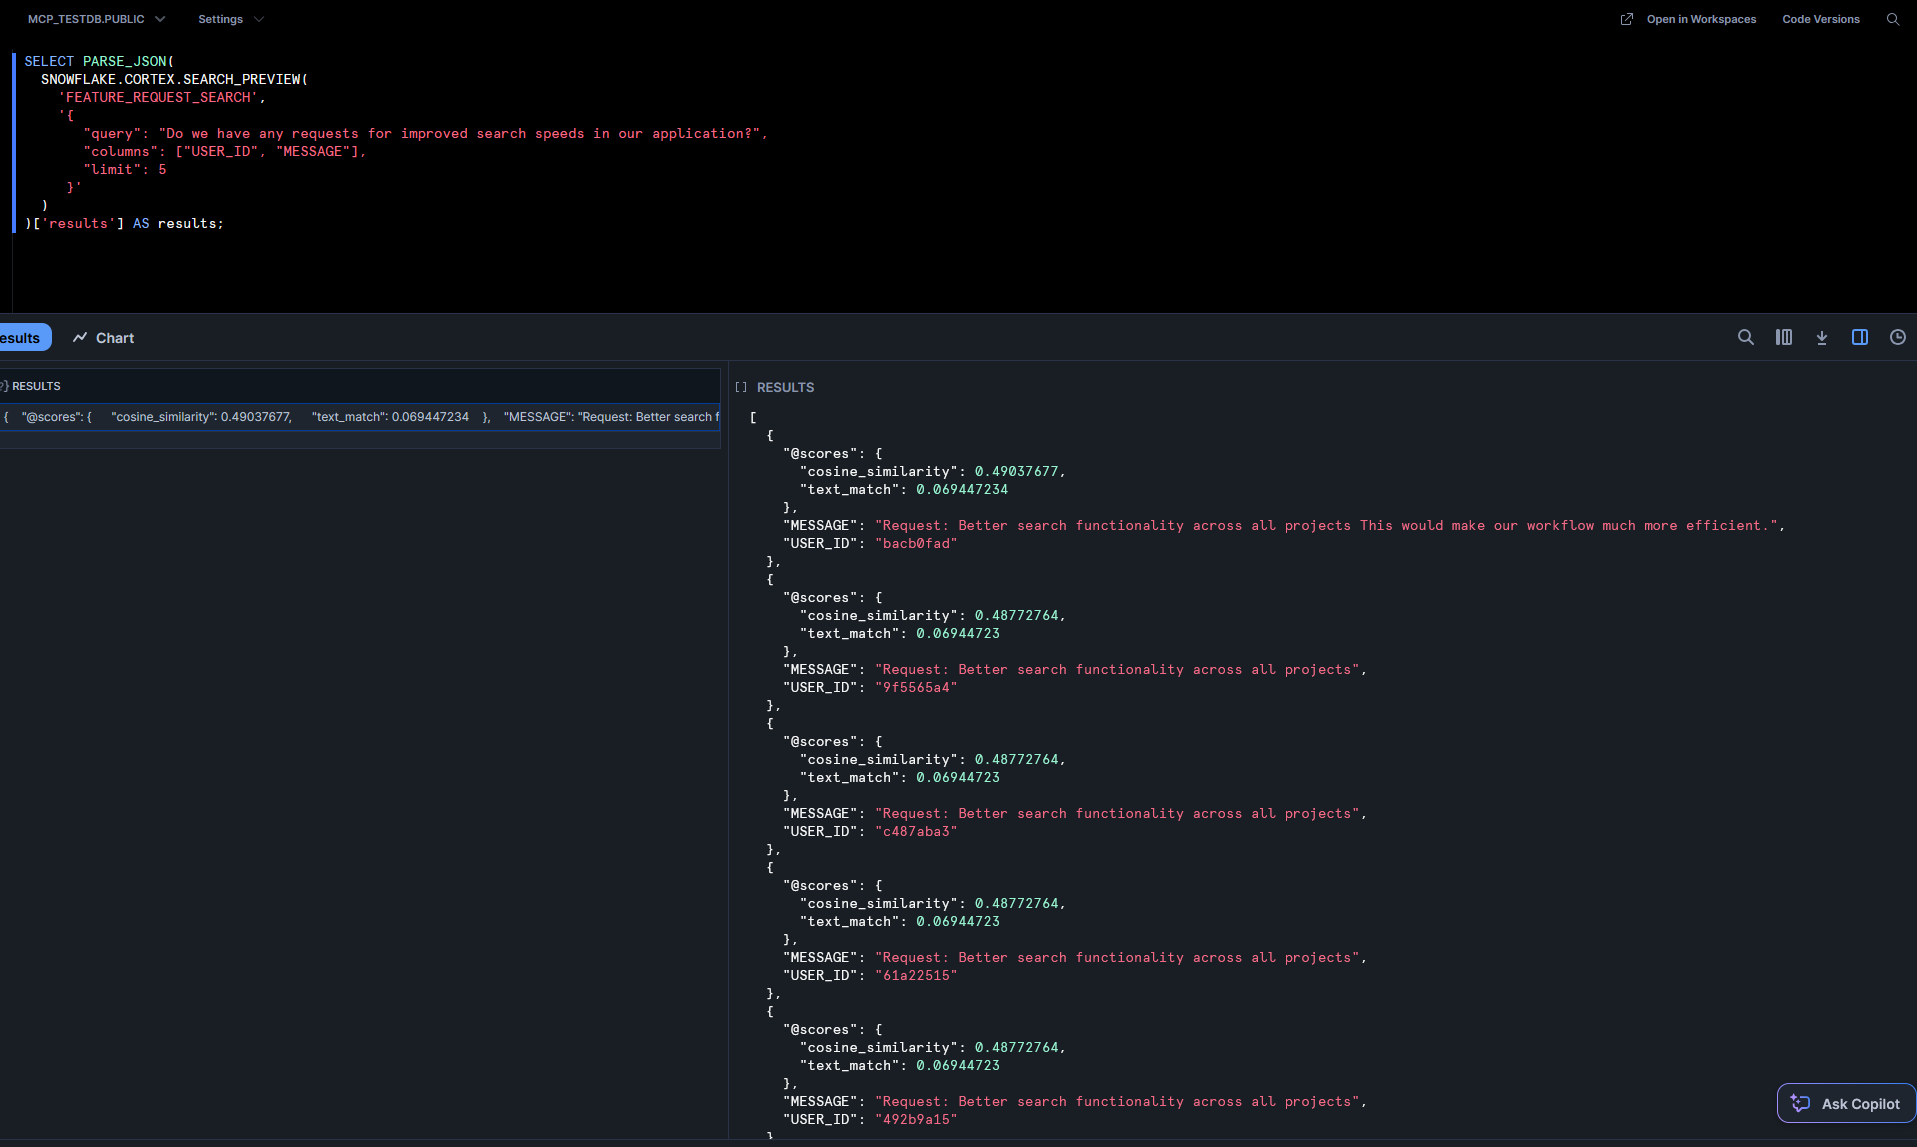 MCP_TESTDB.PUBLIC Settings Open in Workspaces Code Versions
SELECT PARSE_JSON(
SNOWFLAKE.CORTEX.SEARCH_PREVIEW(
'FEATURE_REQUEST_SEARCH',
'{
"query": "Do we have any requests for improved search speeds in our application?",
"columns": ["USER_ID", "MESSAGE"],
"limit": 5
}'
)
)['results'] AS results;
esults Chart
RESULTS
{ "@scores": { "cosine_similarity": 0.49037677, "text_match": 0.069447234 }, "MESSAGE": "Request: Better search f
[] RESULTS
[
{
"@scores": {
"cosine_similarity": 0.49037677,
"text_match": 0.069447234
},
"MESSAGE": "Request: Better search functionality across all projects This would make our workflow much more efficient.",
"USER_ID": "bacb0fad"
},
{
"@scores": {
"cosine_similarity": 0.48772764,
"text_match": 0.06944723
},
"MESSAGE": "Request: Better search functionality across all projects",
"USER_ID": "9f5565a4"
},
{
"@scores": {
"cosine_similarity": 0.48772764,
"text_match": 0.06944723
},
"MESSAGE": "Request: Better search functionality across all projects",
"USER_ID": "c487aba3"
},
{
"@scores": {
"cosine_similarity": 0.48772764,
"text_match": 0.06944723
},
"MESSAGE": "Request: Better search functionality across all projects",
"USER_ID": "61a22515"
},
{
"@scores": {
"cosine_similarity": 0.48772764,
"text_match": 0.06944723
},
"MESSAGE": "Request: Better search functionality across all projects",
"USER_ID": "492b9a15"
}
Ask Copilot